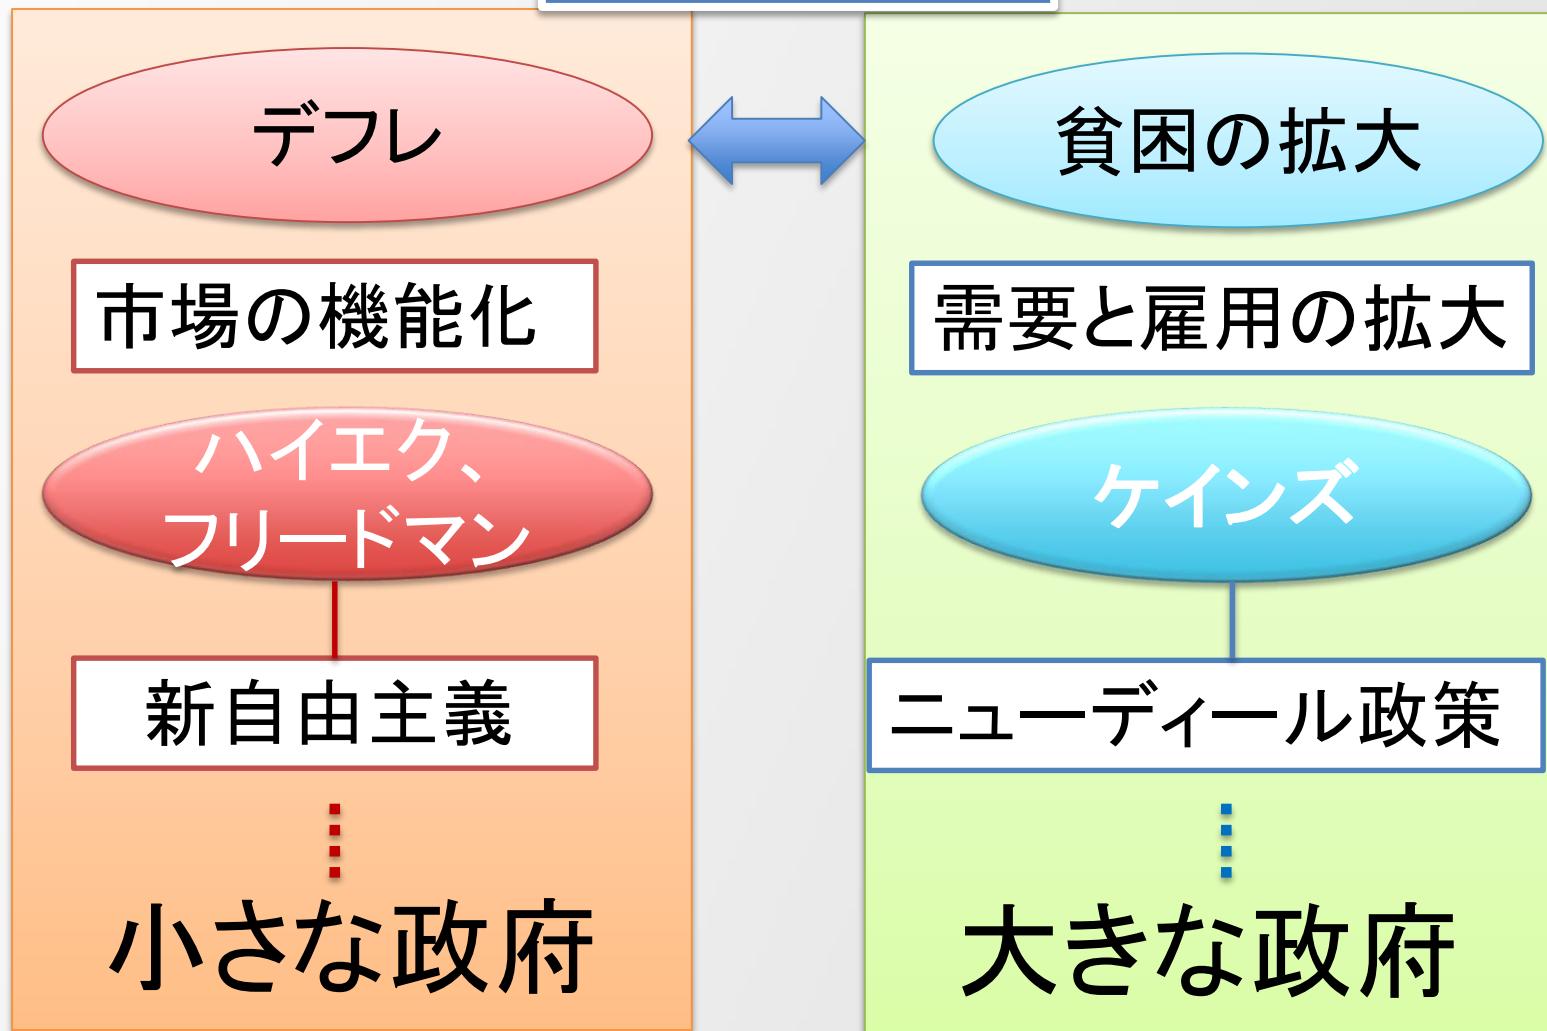 デフレ
市場の機能化
ハイエク、
フリードマン
新自由主義
小さな政府
貧困の拡大
需要と雇用の拡大
ケインズ
ニューディール政策
大きな政府